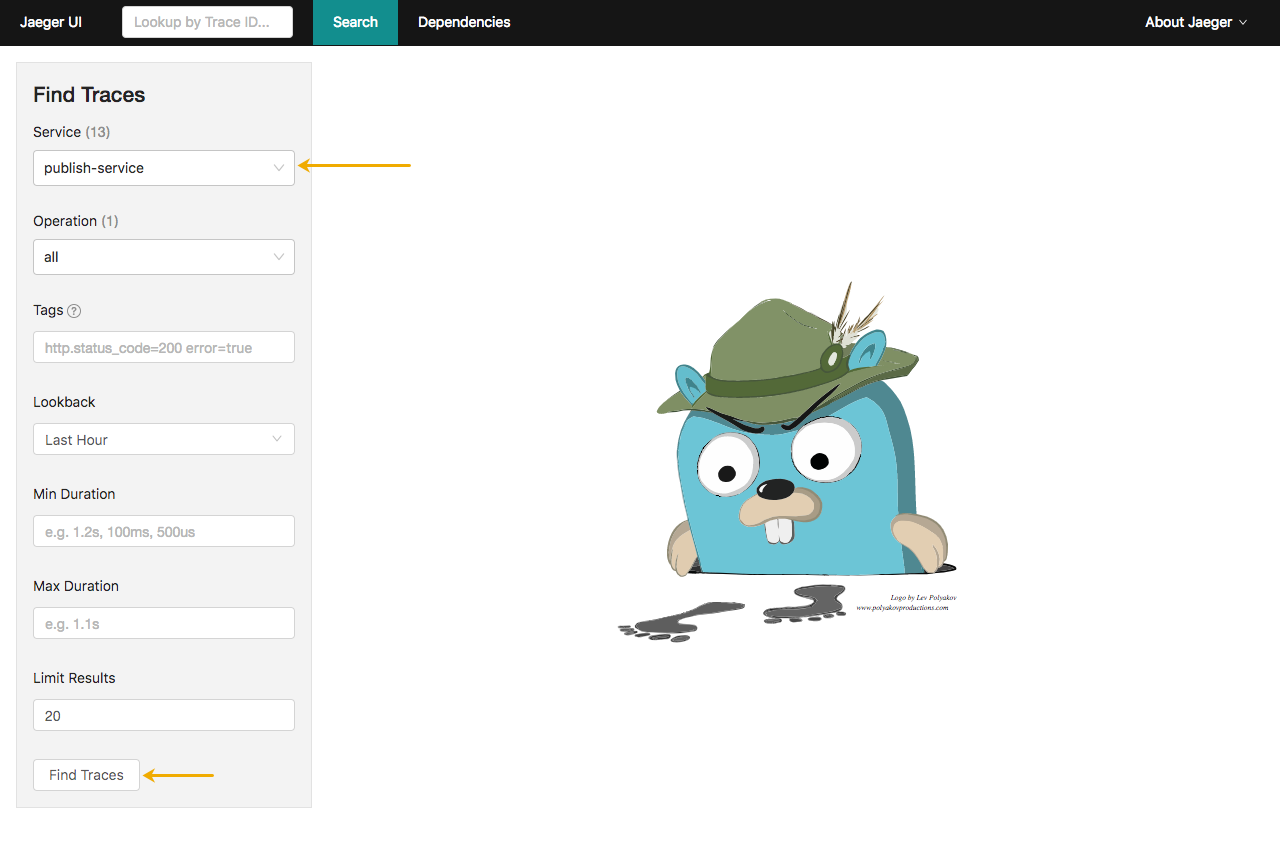 Jaeger UI
Lookup by Trace ID...
Search
Dependencies
About Jaeger
Find Traces
Service (13)
publish-service
Operation (1)
all
Tags ?
http.status_code=200 error=true
Lookback
Last Hour
Min Duration
e.g. 1.2s, 100ms, 500us
Max Duration
e.g. 1.1s
Limit Results
20
Find Traces
Logo by Lev Polyakov
www.polyakovproductions.com